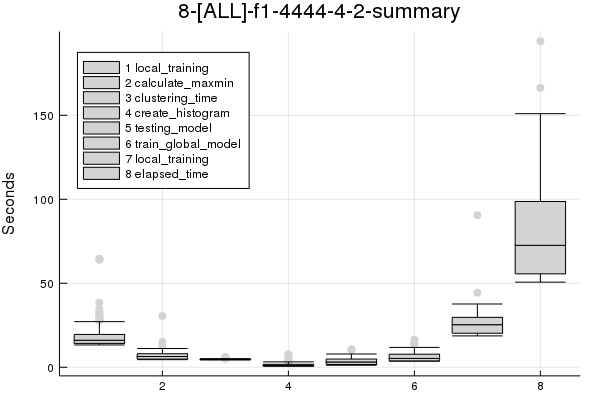 8-[ALL]-f1-4444-4-2-summary
Seconds
150
100
50
0
1 local_training
2 calculate_maxmin
3 clustering_time
4 create_histogram
5 testing_model
6 train_global_model
7 local_training
8 elapsed_time
2 4 6 8